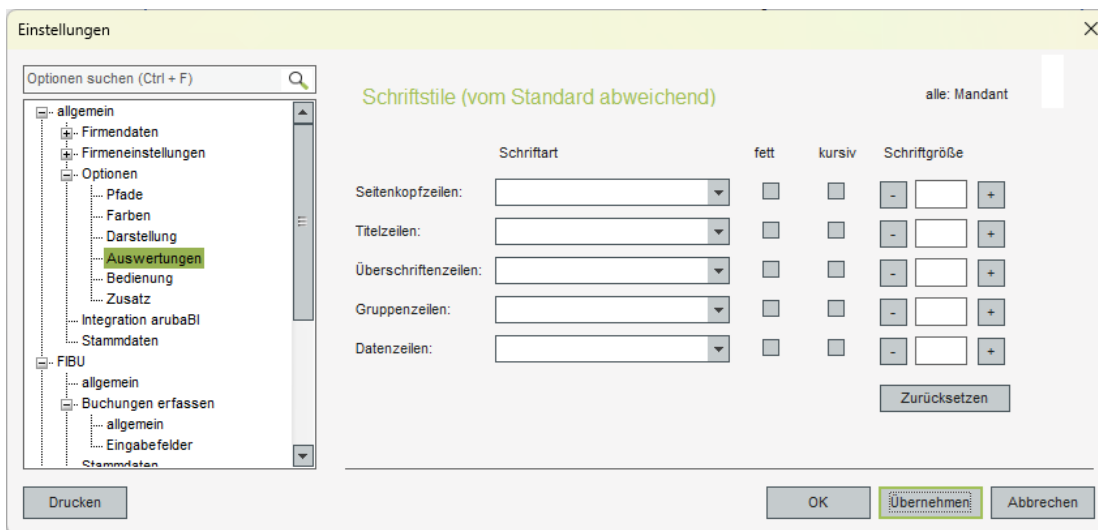 Einstellungen
Optionen suchen (Ctrl + F)
allgemein
Firmendaten
Firmeneinstellungen
Optionen
Pfade
Farben
Darstellung
Auswertungen
Bedienung
Zusatz
Integration arubaBI
Stammdaten
FIBU
allgemein
Buchungen erfassen
allgemein
Eingabefelder
Stammdaten
Schriftstile (vom Standard abweichend)
alle: Mandant
Schriftart fett kursiv Schriftgröße
Seitenkopfzeilen: - +
Titelzeilen: - +
Überschriftenzeilen: - +
Gruppenzeilen: - +
Datenzeilen: - +
Zurücksetzen
Drucken OK Übernehmen Abbrechen